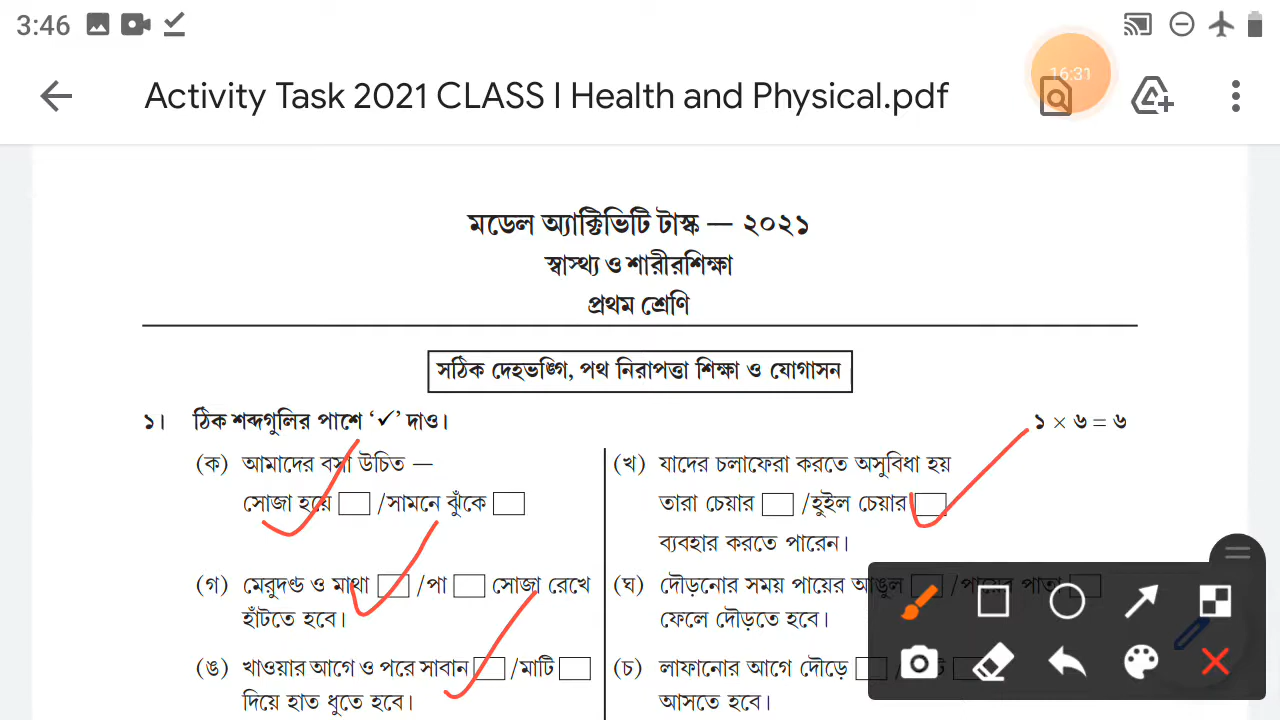 3:46
16:31
Activity Task 2021 CLASS I Health and Physical.pdf
মডেল অ্যাক্টিভিটি টাস্ক — ২০২১
স্বাস্থ্য ও শারীরশিক্ষা
প্রথম শ্রেণি
সঠিক দেহভঙ্গি, পথ নিরাপত্তা শিক্ষা ও যোগাসন
১। ঠিক শব্দগুলির পাশে ‘✓’ দাও। ১ × ৬ = ৬
(ক) আমাদের বসা উচিত —
সোজা হয়ে □ /সামনে ঝুঁকে □
(খ) যাদের চলাফেরা করতে অসুবিধা হয়
তারা চেয়ার □ /হুইল চেয়ার □
ব্যবহার করতে পারেন।
(গ) মেরুদণ্ড ও মাথা □ /পা □ সোজা রেখে
হাঁটতে হবে।
(ঘ) দৌড়নোর সময় পায়ের আঙুল □ /পায়ের পাতা □
ফেলে দৌড়তে হবে।
(ঙ) খাওয়ার আগে ও পরে সাবান □ /মাটি □
দিয়ে হাত ধুতে হবে।
(চ) লাফানোর আগে দৌড়ে □
আসতে হবে।